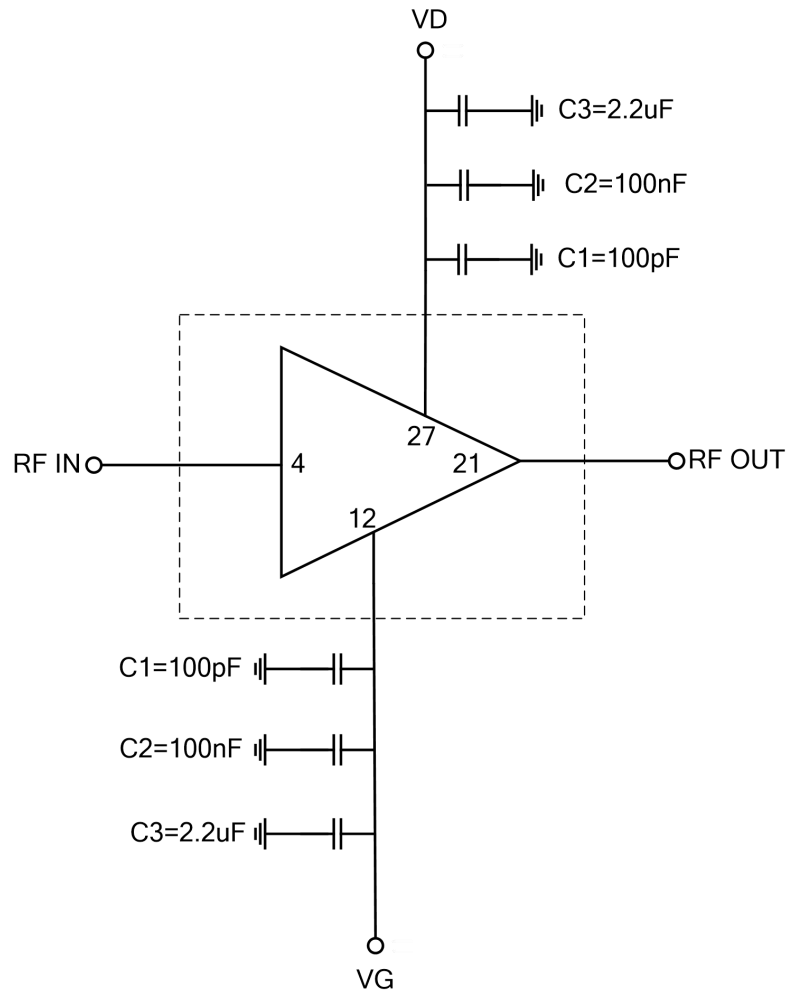 VD
C3=2.2uF
C2=100nF
C1=100pF
27
RF IN
4
21
RF OUT
12
C1=100pF
C2=100nF
C3=2.2uF
VG